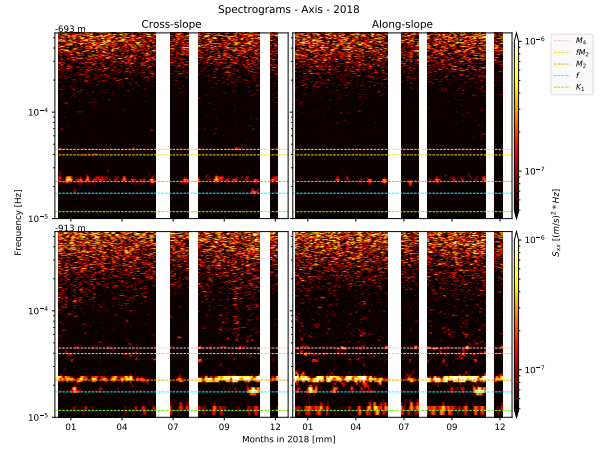 Spectrograms - Axis - 2018
Cross-slope
Along-slope
-693 m
10⁻⁴
10⁻⁵
10⁻⁶
10⁻⁷
M₄
fM₂
M₂
f
K₁
Frequency [Hz]
Sₓₓ [(m/s)² * Hz]
-913 m
10⁻⁴
10⁻⁵
10⁻⁶
10⁻⁷
01 04 07 09 12 01 04 07 09 12
Months in 2018 [mm]